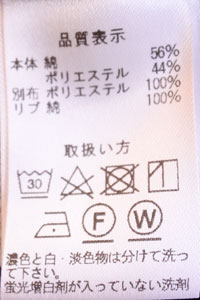 品質表示
本体 綿 56%
ポリエステル 44%
別布 ポリエステル 100%
リブ 綿 100%
取扱い方
30
F W
濃色と白・淡色物は分けて洗っ
て下さい。
蛍光増白剤が入っていない洗剤